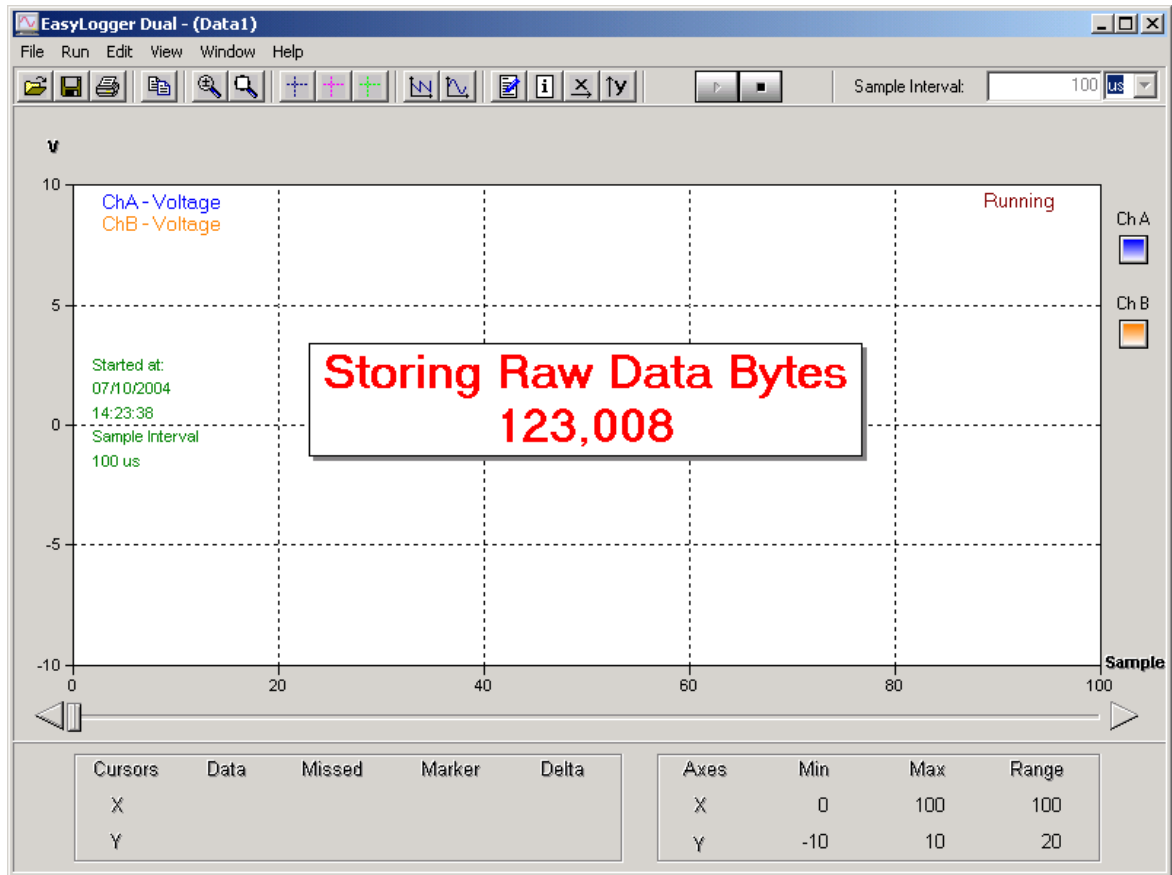 EasyLogger Dual - (Data1)
File Run Edit View Window Help
Sample Interval: 100 us
V
ChA - Voltage
ChB - Voltage
Running
Ch A
Ch B
10
5
0
-5
-10
Started at:
07/10/2004
14:23:38
Sample Interval
100 us
Storing Raw Data Bytes
123,008
Sample
0 20 40 60 80 100
Cursors Data Missed Marker Delta
X
Y
Axes Min Max Range
X 0 100 100
Y -10 10 20